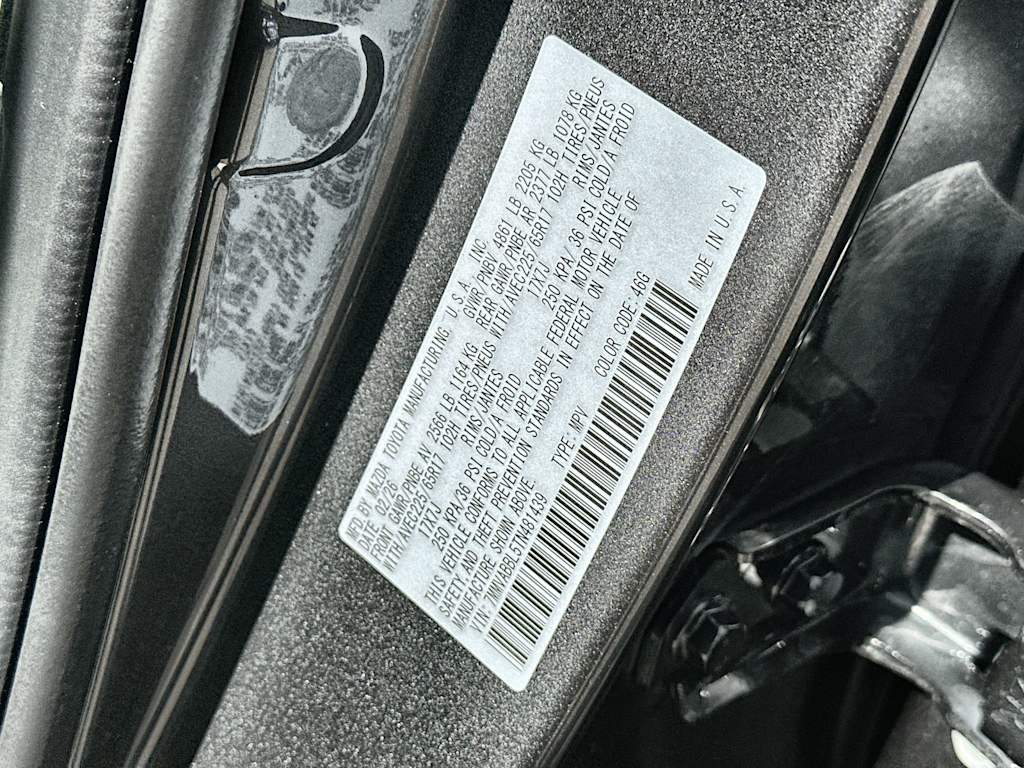 MFD BY MAZDA TOYOTA MANUFACTURING, U.S.A., INC.
DATE 02/26 GVWR/PNBV 4861 LB 2205 KG
FRONT GAWR/PNBE AV 2566 LB 1164 KG REAR GAWR/PNBE AR 2377 LB 1078 KG
WITH/AVEC225/65R17 102H TIRES/PNEUS WITH/AVEC225/65R17 102H TIRES/PNEUS
17X7J RIMS/JANTES 17X7J RIMS/JANTES
250 KPA/36 PSI COLD/A FROID 250 KPA/36 PSI COLD/A FROID
THIS VEHICLE CONFORMS TO ALL APPLICABLE FEDERAL MOTOR VEHICLE
SAFETY, AND THEFT PREVENTION STANDARDS IN EFFECT ON THE DATE OF
MANUFACTURE SHOWN ABOVE.
TYPE: MPV COLOR CODE: 46G
MADE IN U.S.A.